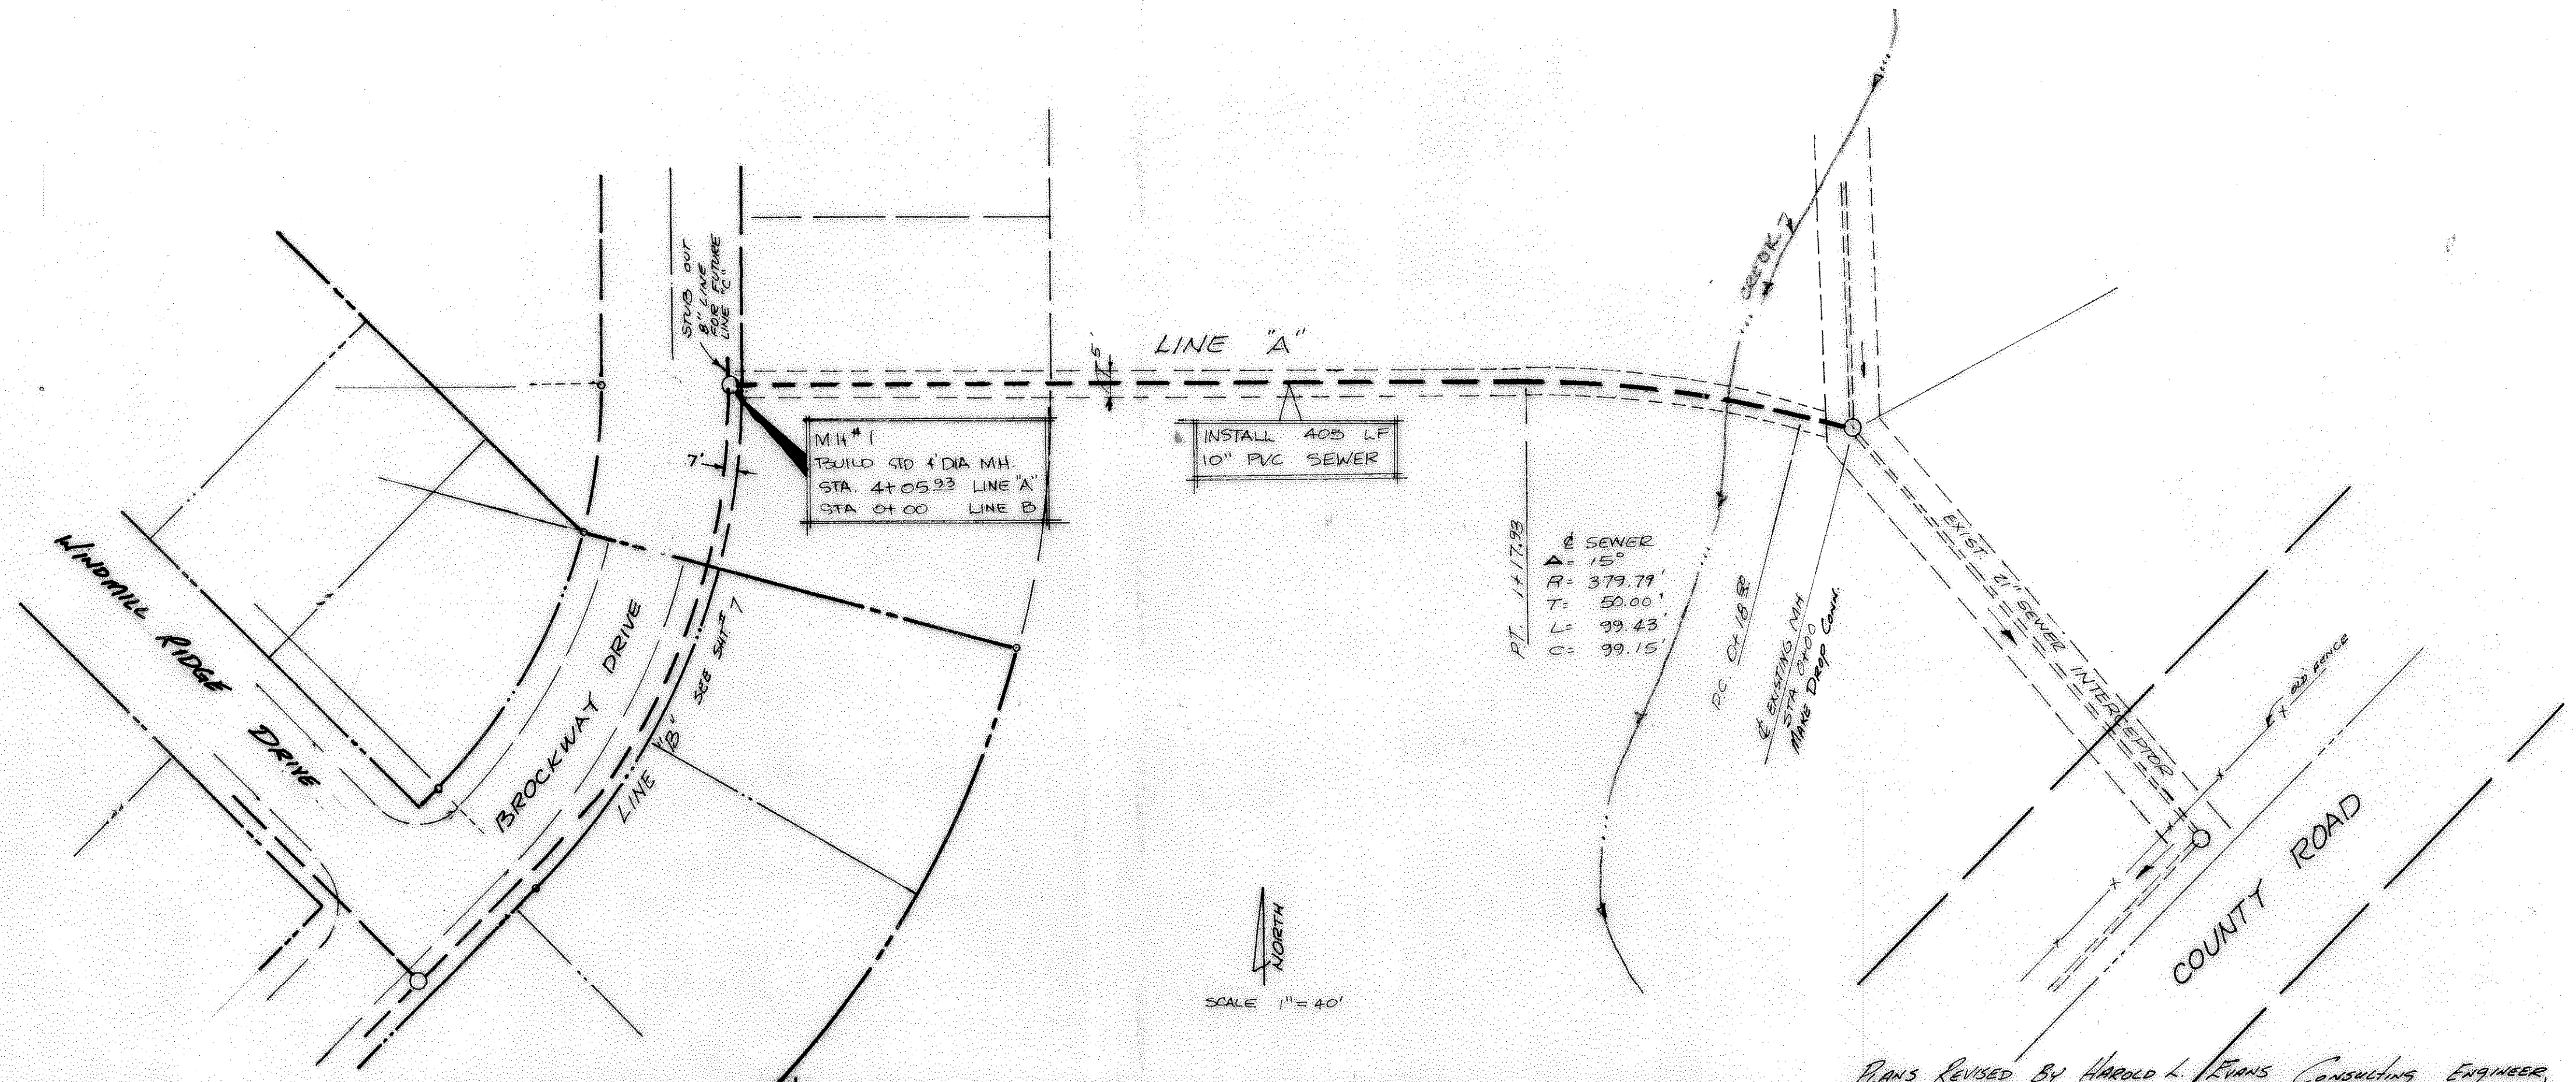 STUB OUT
8" LINE
FOR FUTURE
LINE "C"
LINE "A"
5'
CREEK
MH# 1
BUILD STD 4' DIA MH.
STA. 4+05.93 LINE "A"
STA 0+00 LINE B
7'
INSTALL 403 LF
10" PVC SEWER
P.T. 1+17.93
℄ SEWER
Δ= 15°
R= 379.79'
T= 50.00'
L= 99.43'
C= 99.15'
P.C. 0+18.50
℄ EXISTING MH
STA 0+00
MAKE DROP CONN.
EXIST 21" SEWER INTERCEPTOR
OLD FENCE
COUNTY ROAD
WINDMILL RIDGE DRIVE
BROCKWAY DRIVE
LINE "B" SEE SHT.# 7
NORTH
SCALE 1" = 40'
PLANS REVISED BY HAROLD L. EVANS CONSULTING ENGINEER,